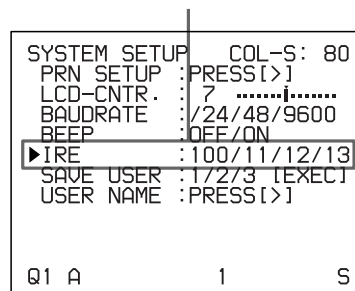 SYSTEM SETUP COL-S: 80
PRN SETUP :PRESS[>]
LCD-CNTR. : 7
BAUDRATE :/24/48/9600
BEEP :OFF/ON
▶IRE :100/11/12/13
SAVE USER :1/2/3 [EXEC]
USER NAME :PRESS[>]
Q1 A 1 S